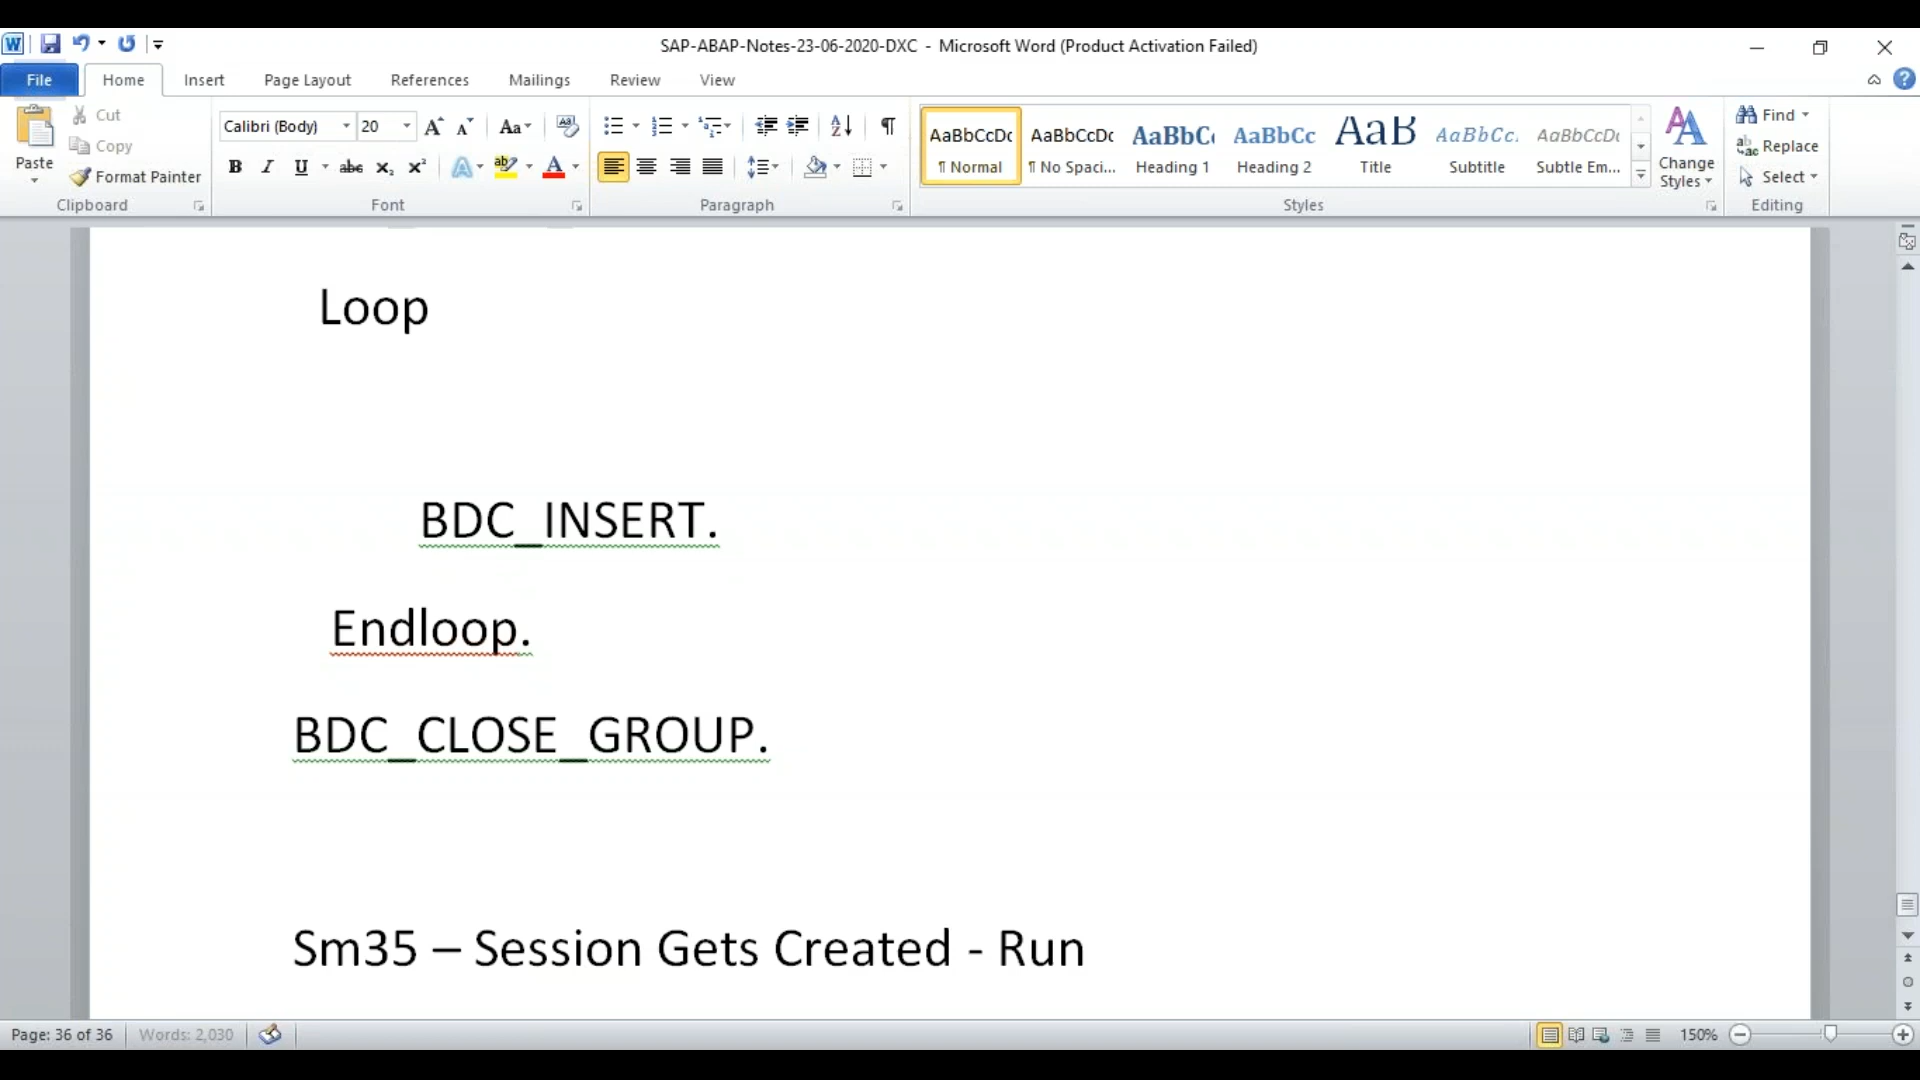 SAP-ABAP-Notes-23-06-2020-DXC - Microsoft Word (Product Activation Failed)
File Home Insert Page Layout References Mailings Review View
Paste
Cut
Copy
Format Painter
Clipboard
Calibri (Body) 20
Font
Paragraph
AaBbCcDc AaBbCcDc AaBbC AaBbCc AaB AaBbCc. AaBbCcDc
¶ Normal ¶ No Spaci... Heading 1 Heading 2 Title Subtitle Subtle Em...
Change Styles
Styles
Find
Replace
Select
Editing
Loop
BDC_INSERT.
Endloop.
BDC_CLOSE_GROUP.
Sm35 – Session Gets Created - Run
Page: 36 of 36 Words: 2,030 150%